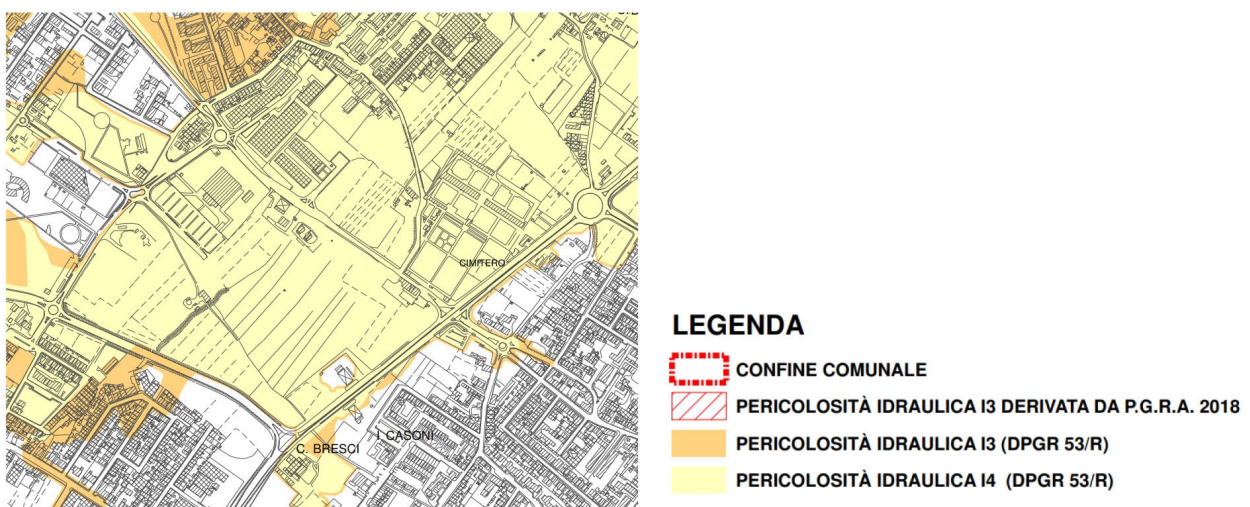 CIMITERO
I CASONI
C. BRESCI
LEGENDA
CONFINE COMUNALE
PERICOLOSITÀ IDRAULICA I3 DERIVATA DA P.G.R.A. 2018
PERICOLOSITÀ IDRAULICA I3 (DPGR 53/R)
PERICOLOSITÀ IDRAULICA I4 (DPGR 53/R)